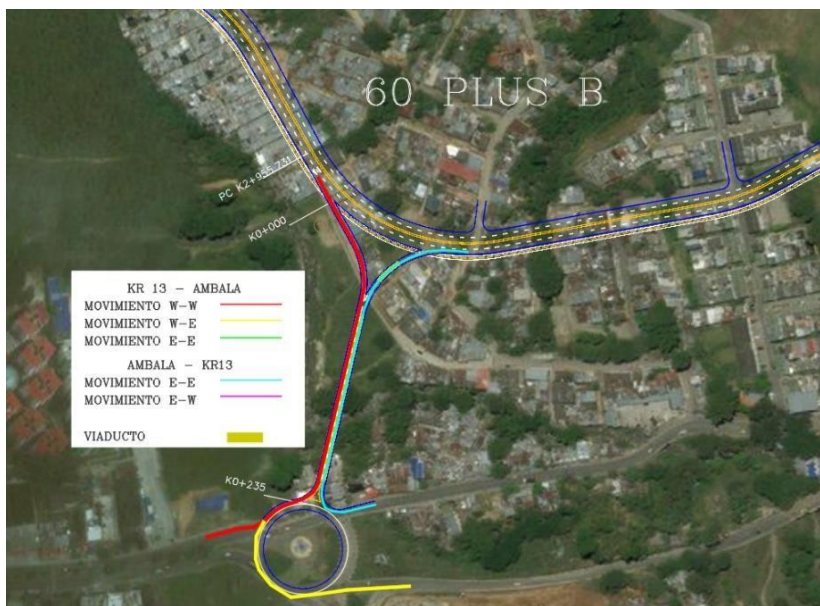 60 PLUS B
PC K2+955.731
K0+000
KR 13 - AMBALA
MOVIMIENTO W-W
MOVIMIENTO W-E
MOVIMIENTO E-E
AMBALA - KR13
MOVIMIENTO E-E
MOVIMIENTO E-W
VIADUCTO
K0+235